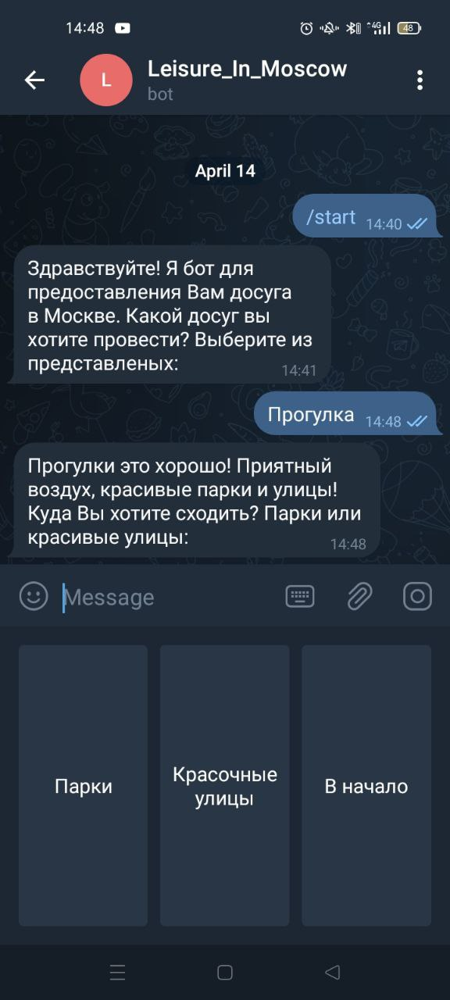 14:48
4G
48
L
Leisure_In_Moscow
bot
April 14
/start 14:40
Здравствуйте! Я бот для
предоставления Вам досуга
в Москве. Какой досуг вы
хотите провести? Выберите из
представленых:
14:41
Прогулка 14:48
Прогулки это хорошо! Приятный
воздух, красивые парки и улицы!
Куда Вы хотите сходить? Парки или
красивые улицы:
14:48
Message
Парки
Красочные
улицы
В начало